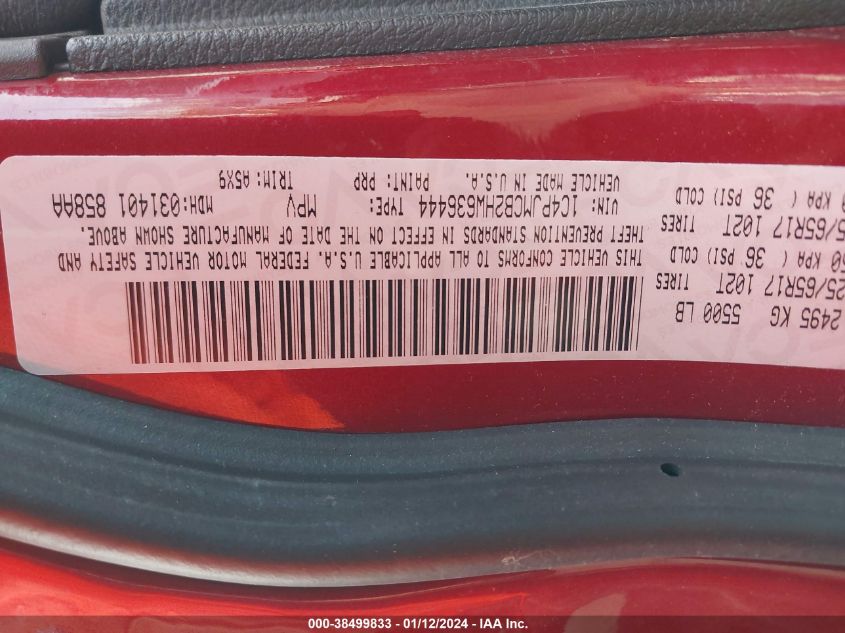 2495 KG 5500 LB
25/65R17 102T TIRES
60 KPA ( 36 PSI) COLD
5/65R17 102T TIRES
0 KPA ( 36 PSI) COLD
THIS VEHICLE CONFORMS TO ALL APPLICABLE U.S.A. FEDERAL MOTOR VEHICLE SAFETY AND
THEFT PREVENTION STANDARDS IN EFFECT ON THE DATE OF MANUFACTURE SHOWN ABOVE.
VIN: 1C4PJMCB2HW636444 TYPE: MPV MDH:031401 858AA
VEHICLE MADE IN U.S.A. PAINT: PRP TRIM: A5X9
000-38499833 - 01/12/2024 - IAA Inc.